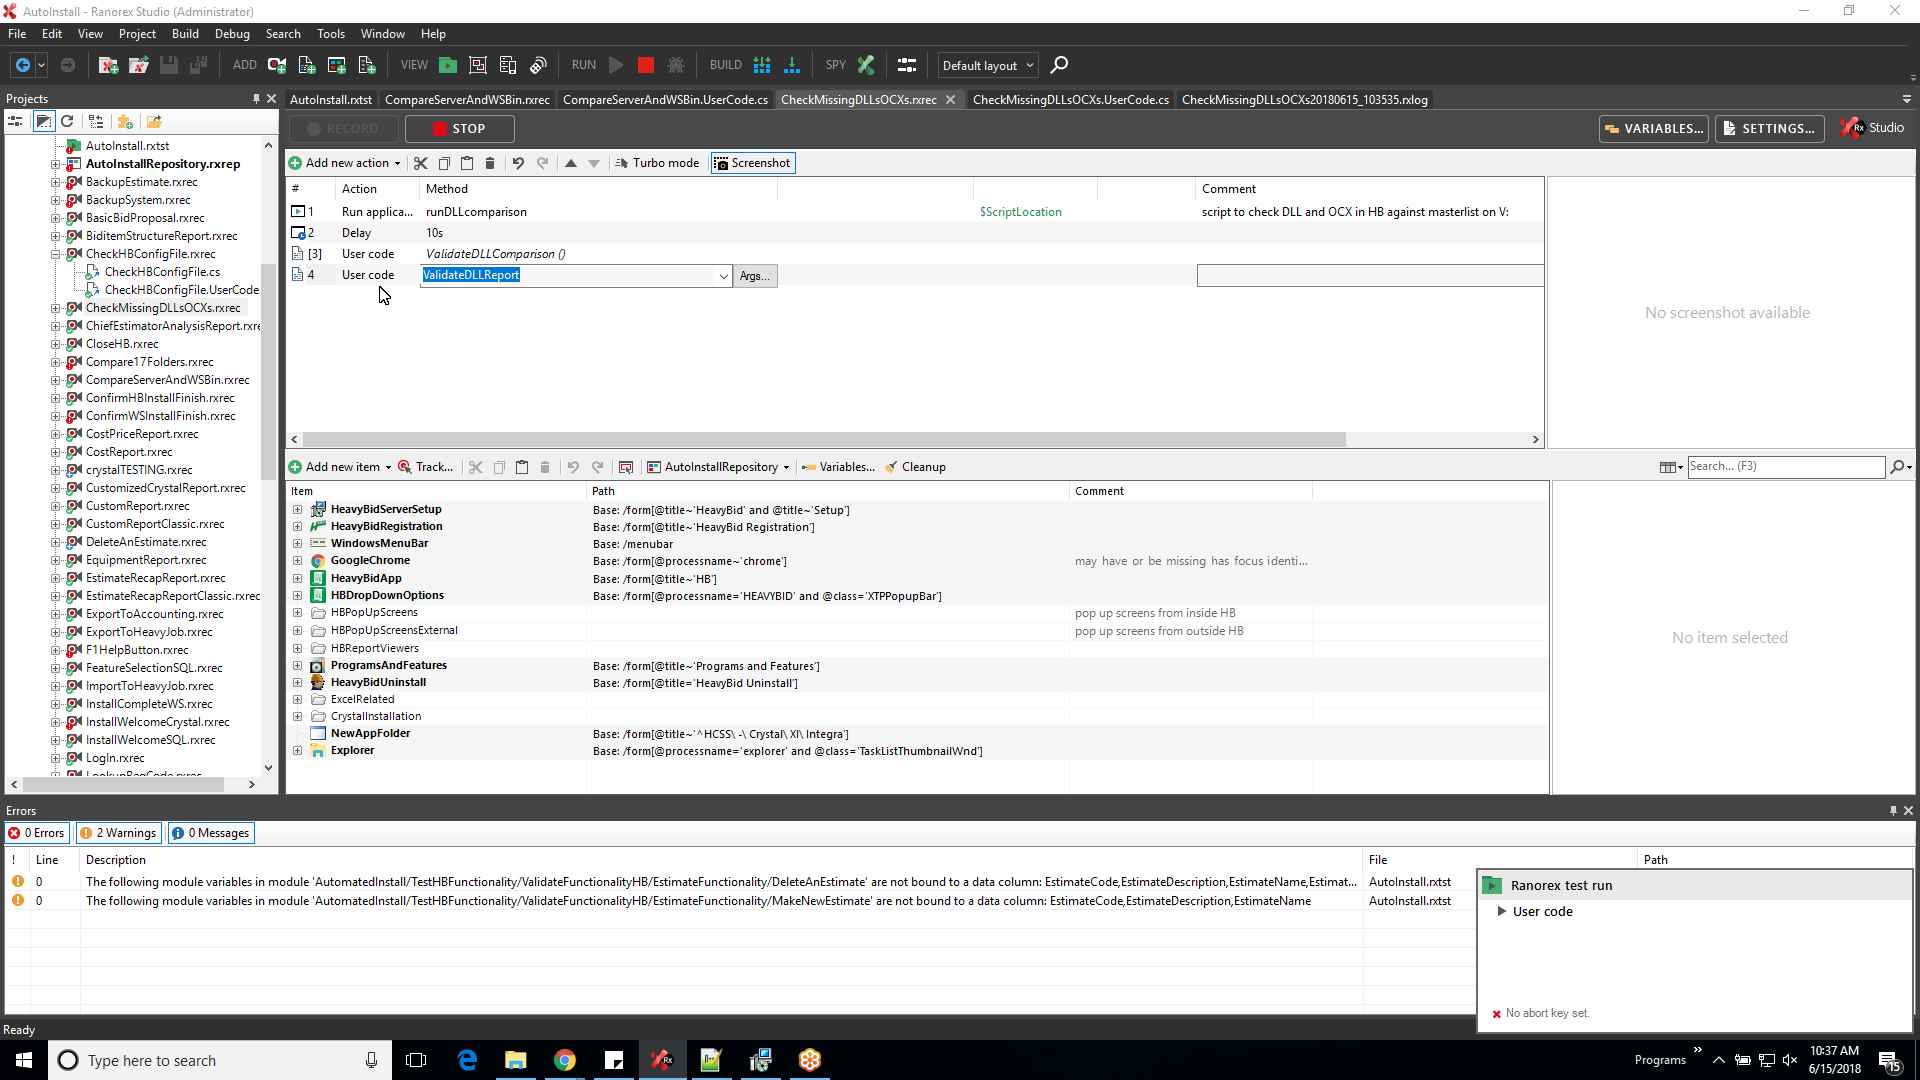 AutoInstall - Ranorex Studio (Administrator)
File Edit View Project Build Debug Search Tools Window Help
ADD VIEW RUN BUILD SPY Default layout
Projects
AutoInstall.rxtst CompareServerAndWSBin.rxrec CompareServerAndWSBin.UserCode.cs CheckMissingDLLsOCXs.rxrec CheckMissingDLLsOCXs.UserCode.cs CheckMissingDLLsOCXs20180615_103535.rxlog
RECORD STOP VARIABLES... SETTINGS... Rx Studio
Add new action Turbo mode Screenshot
# Action Method Comment
1 Run applica... runDLLcomparison $ScriptLocation script to check DLL and OCX in HB against masterlist on V:
2 Delay 10s
[3] User code ValidateDLLComparison ()
4 User code ValidateDLLReport Args...
No screenshot available
AutoInstall.rxtst
AutoInstallRepository.rxrep
BackupEstimate.rxrec
BackupSystem.rxrec
BasicBidProposal.rxrec
BiditemStructureReport.rxrec
CheckHBConfigFile.rxrec
CheckHBConfigFile.cs
CheckHBConfigFile.UserCode
CheckMissingDLLsOCXs.rxrec
ChiefEstimatorAnalysisReport.rxre
CloseHB.rxrec
Compare17Folders.rxrec
CompareServerAndWSBin.rxrec
ConfirmHBInstallFinish.rxrec
ConfirmWSInstallFinish.rxrec
CostPriceReport.rxrec
CostReport.rxrec
crystalTESTING.rxrec
CustomizedCrystalReport.rxrec
CustomReport.rxrec
CustomReportClassic.rxrec
DeleteAnEstimate.rxrec
EquipmentReport.rxrec
EstimateRecapReport.rxrec
EstimateRecapReportClassic.rxrec
ExportToAccounting.rxrec
ExportToHeavyJob.rxrec
F1HelpButton.rxrec
FeatureSelectionSQL.rxrec
ImportToHeavyJob.rxrec
InstallCompleteWS.rxrec
InstallWelcomeCrystal.rxrec
InstallWelcomeSQL.rxrec
LogIn.rxrec
LookupRegCode.rxrec
Add new item Track... AutoInstallRepository Variables... Cleanup Search... (F3)
Item Path Comment
HeavyBidServerSetup Base: /form[@title~'HeavyBid' and @title~'Setup']
HeavyBidRegistration Base: /form[@title~'HeavyBid Registration']
WindowsMenuBar Base: /menubar
GoogleChrome Base: /form[@processname~'chrome'] may have or be missing has focus identi...
HeavyBidApp Base: /form[@title~'HB']
HBDropDownOptions Base: /form[@processname='HEAVYBID' and @class='XTPPopupBar']
HBPopUpScreens pop up screens from inside HB
HBPopUpScreensExternal pop up screens from outside HB
HBReportViewers
ProgramsAndFeatures Base: /form[@title~'Programs and Features']
HeavyBidUninstall Base: /form[@title='HeavyBid Uninstall']
ExcelRelated
CrystalInstallation
NewAppFolder Base: /form[@title~'^HCSS\ -\ Crystal\ XI\ Integra']
Explorer Base: /form[@processname='explorer' and @class='TaskListThumbnailWnd']
No item selected
Errors
0 Errors 2 Warnings 0 Messages
! Line Description File Path
0 The following module variables in module 'AutomatedInstall/TestHBFunctionality/ValidateFunctionalityHB/EstimateFunctionality/DeleteAnEstimate' are not bound to a data column: EstimateCode,EstimateDescription,EstimateName,Estimat... AutoInstall.rxtst
0 The following module variables in module 'AutomatedInstall/TestHBFunctionality/ValidateFunctionalityHB/EstimateFunctionality/MakeNewEstimate' are not bound to a data column: EstimateCode,EstimateDescription,EstimateName AutoInstall.rxtst
Ranorex test run
User code
No abort key set.
Ready
Type here to search
Programs
10:37 AM
6/15/2018
15